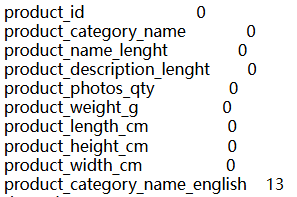 product_id 0
product_category_name 0
product_name_lenght 0
product_description_lenght 0
product_photos_qty 0
product_weight_g 0
product_length_cm 0
product_height_cm 0
product_width_cm 0
product_category_name_english 13